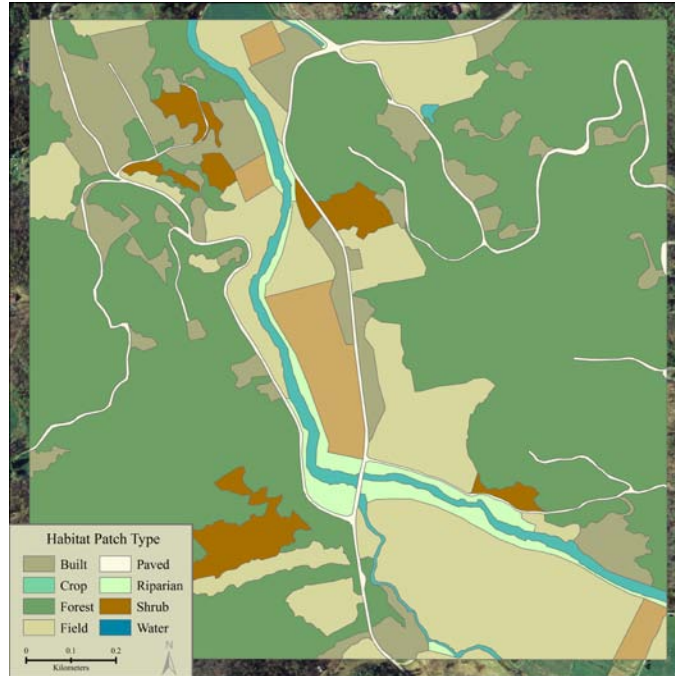 Habitat Patch Type
Built Paved
Crop Riparian
Forest Shrub
Field Water
N
0 0.1 0.2
Kilometers